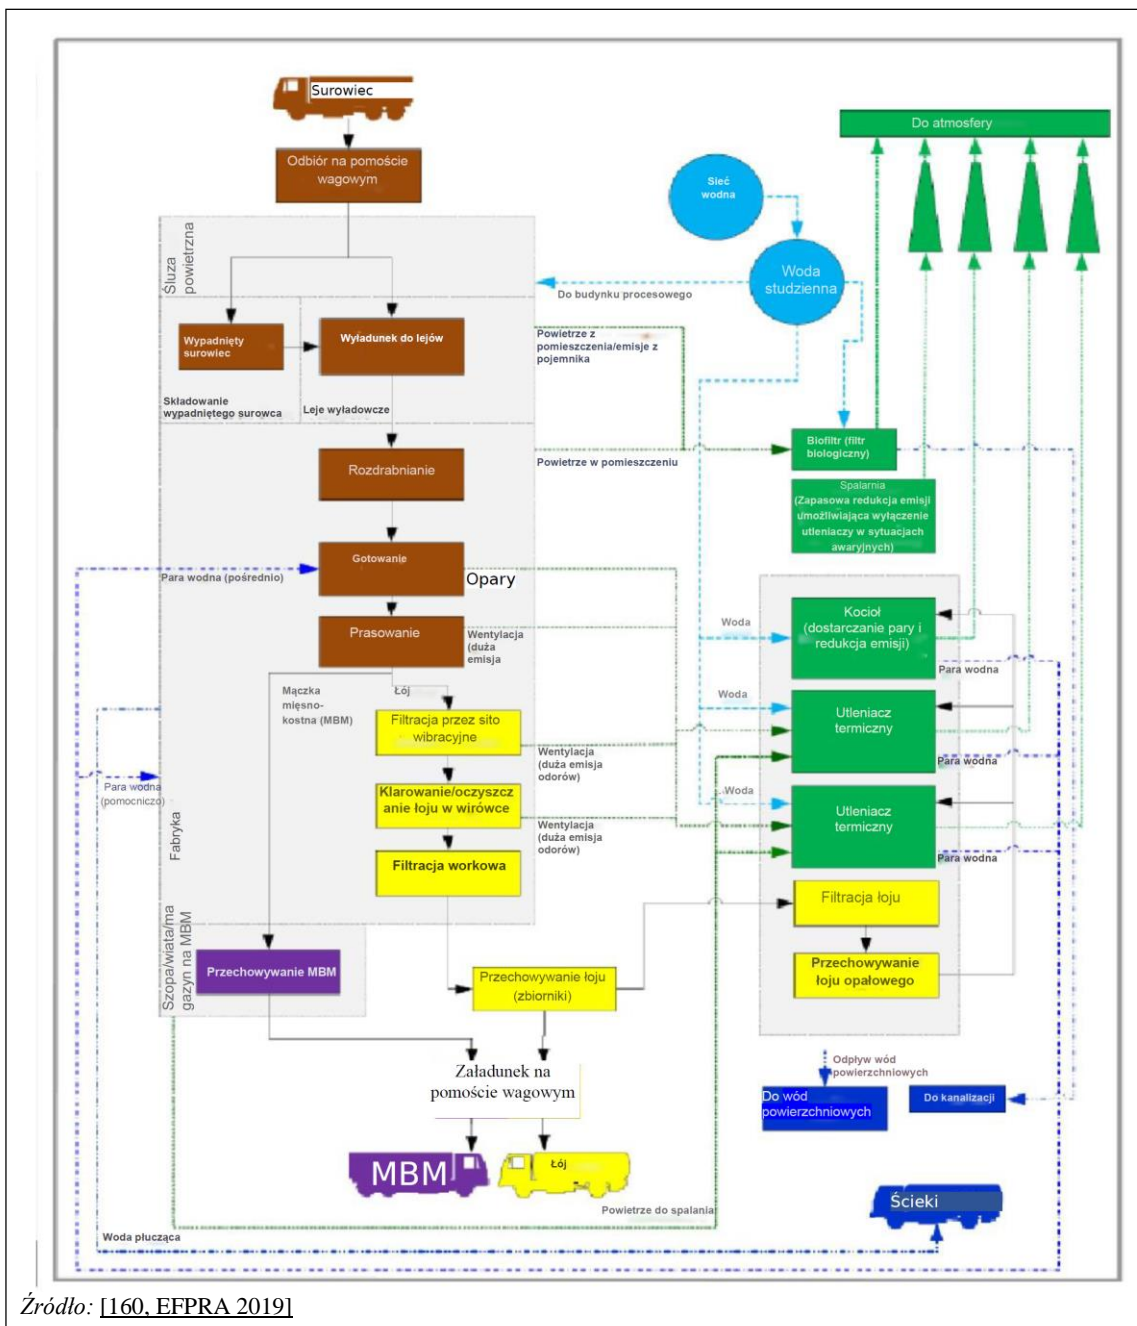 Surowiec
Odbiór na pomoście
wagowym
Do atmosfery
Sieć
wodna
Śluza
powietrzna
Woda
studzienna
Do budynku procesowego
Wypadnięty
surowiec
Wyładunek do lejów
Powietrze z
pomieszczenia/emisje z
pojemnika
Składowanie
wypadniętego surowca
Leje wyładowcze
Biofiltr (filtr
biologiczny)
Rozdrabnianie
Powietrze w pomieszczeniu
Spalarnia
(Zapasowa redukcja emisji
umożliwiająca wyłączenie
utleniaczy w sytuacjach
awaryjnych)
Gotowanie
Para wodna (pośrednio)
Opary
Prasowanie
Wentylacja
(duża
emisja
Woda
Kocioł
(dostarczanie pary i
redukcja emisji)
Para wodna
Mączka
mięsno-
kostna (MBM)
Łój
Filtracja przez sito
wibracyjne
Woda
Utleniacz
termiczny
Wentylacja
(duża emisja
odorów)
Para wodna
Para wodna
(pomocniczo)
Klarowanie/oczyszcz
anie łoju w wirówce
Woda
Utleniacz
termiczny
Wentylacja
(duża emisja
odorów)
Para wodna
Fabryka
Filtracja workowa
Filtracja łoju
Szopa/wiata/ma
gazyn na MBM
Przechowywanie MBM
Przechowywanie łoju
(zbiorniki)
Przechowywanie
łoju opałowego
Załadunek na
pomoście wagowym
Odpływ wód
powierzchniowych
Do wód
powierzchniowych
Do kanalizacji
MBM
Łój
Powietrze do spalania
Ścieki
Woda płucząca
Źródło: [160, EFPRA 2019]